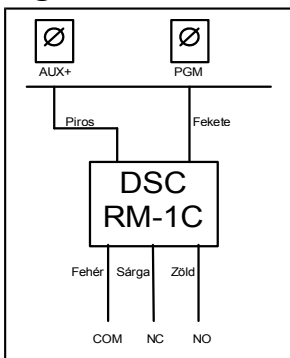 AUX+ PGM
Piros Fekete
DSC
RM-1C
Fehér Sárga Zöld
COM NC NO